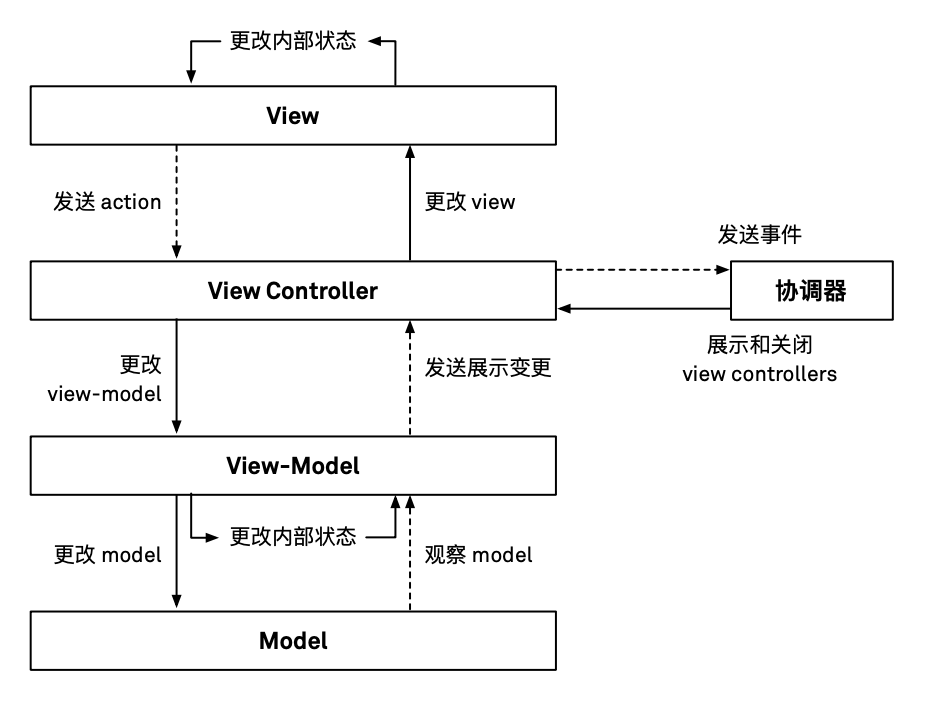 更改内部状态
View
发送 action
更改 view
发送事件
View Controller
协调器
更改
view-model
发送展示变更
展示和关闭
view controllers
View-Model
更改内部状态
更改 model
观察 model
Model